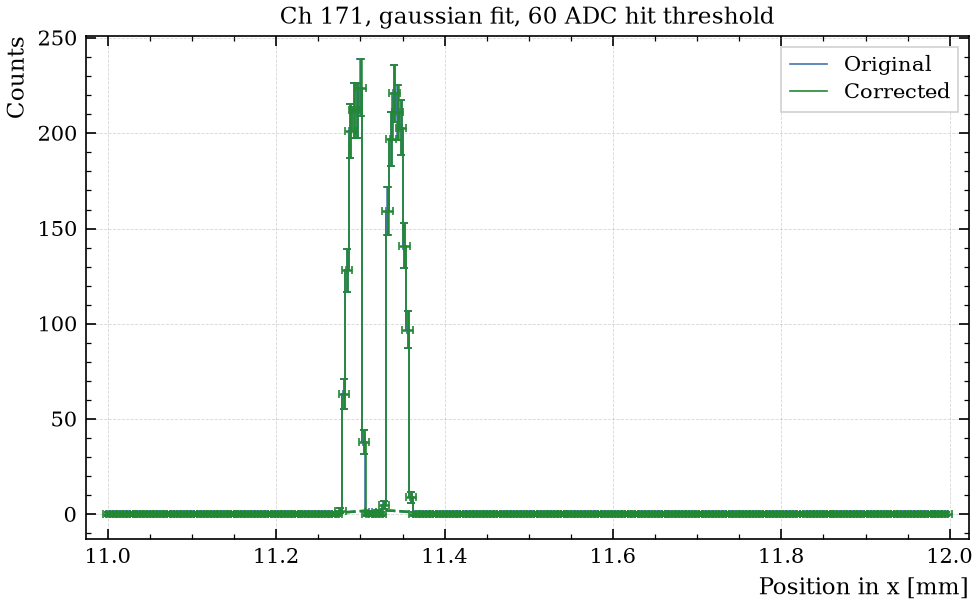 Ch 171, gaussian fit, 60 ADC hit threshold
Counts
250
200
150
100
50
0
Original
Corrected
11.0
11.2
11.4
11.6
11.8
12.0
Position in x [mm]